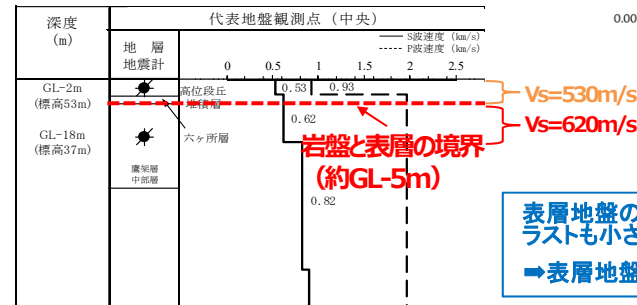 深度
(m)
代表地盤観測点（中央）
0.00
地　層
地震計
S波速度 (km/s)
P波速度 (km/s)
0 0.5 1 1.5 2 2.5
GL-2m
(標高53m)
高位段丘
堆積層
0.53 0.93
Vs=530m/s
0.62
Vs=620m/s
GL-18m
(標高37m)
六ヶ所層
岩盤と表層の境界
（約GL-5m）
鷹架層
中部層
0.82
表層地盤の
ラストも小さ
➡表層地盤